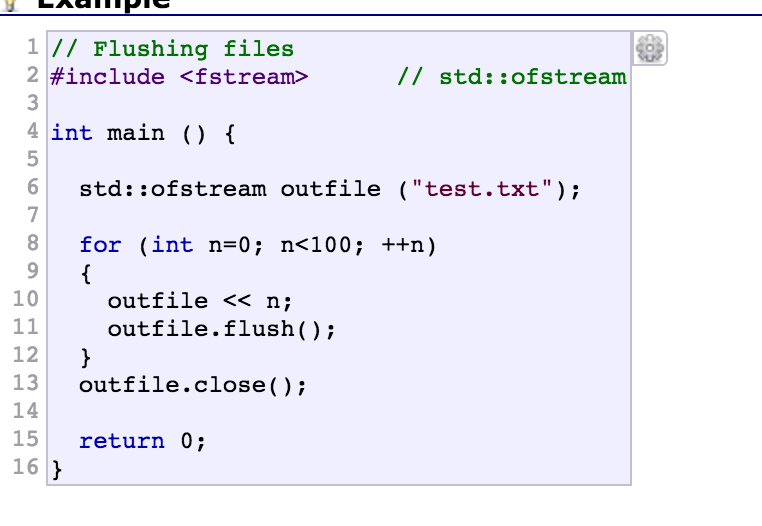 Example
1 // Flushing files
2 #include <fstream>      // std::ofstream
3
4 int main () {
5
6   std::ofstream outfile ("test.txt");
7
8   for (int n=0; n<100; ++n)
9   {
10     outfile << n;
11     outfile.flush();
12   }
13   outfile.close();
14
15   return 0;
16 }